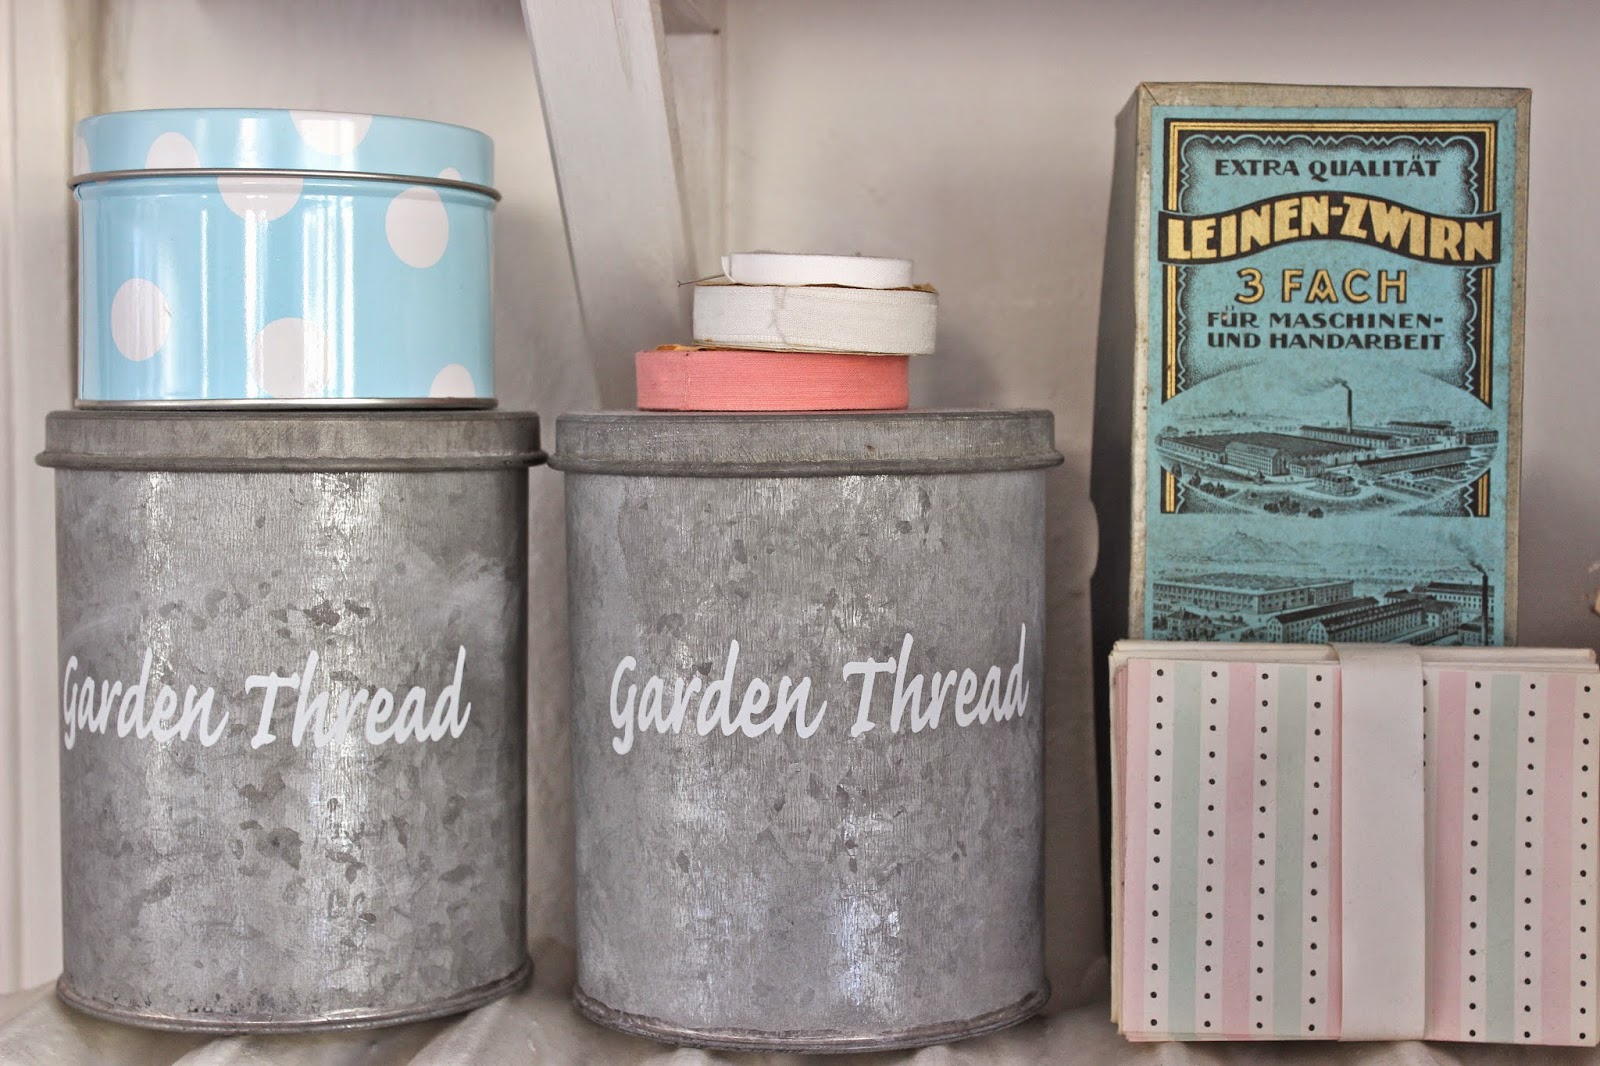 Garden Thread
Garden Thread
EXTRA QUALITÄT
LEINEN-ZWIRN
3 FACH
FÜR MASCHINEN-
UND HANDARBEIT